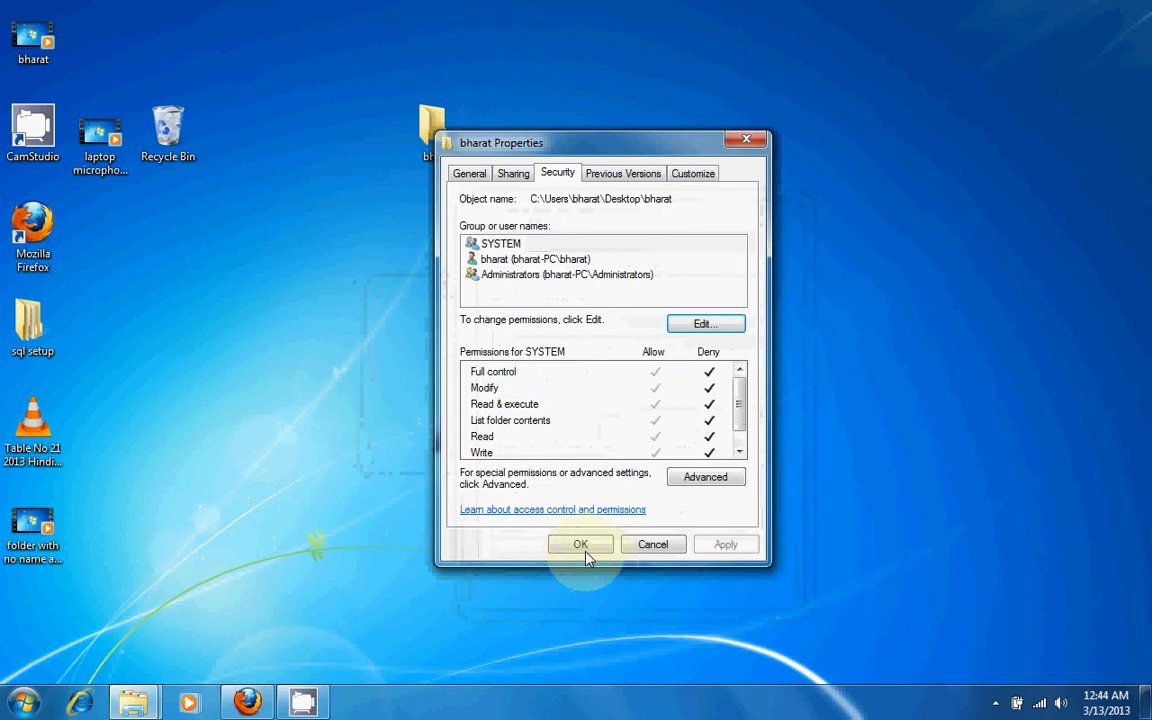 bharat
CamStudio
laptop
micropho...
Recycle Bin
Mozilla
Firefox
sql setup
Table No 21
2013 Hindi...
folder with
no name a...
bh
bharat Properties
General
Sharing
Security
Previous Versions
Customize
Object name: C:\Users\bharat\Desktop\bharat
Group or user names:
SYSTEM
bharat (bharat-PC\bharat)
Administrators (bharat-PC\Administrators)
To change permissions, click Edit.
Edit...
Permissions for SYSTEM Allow Deny
Full control
Modify
Read & execute
List folder contents
Read
Write
For special permissions or advanced settings,
click Advanced.
Advanced
Learn about access control and permissions
OK
Cancel
Apply
12:44 AM
3/13/2013